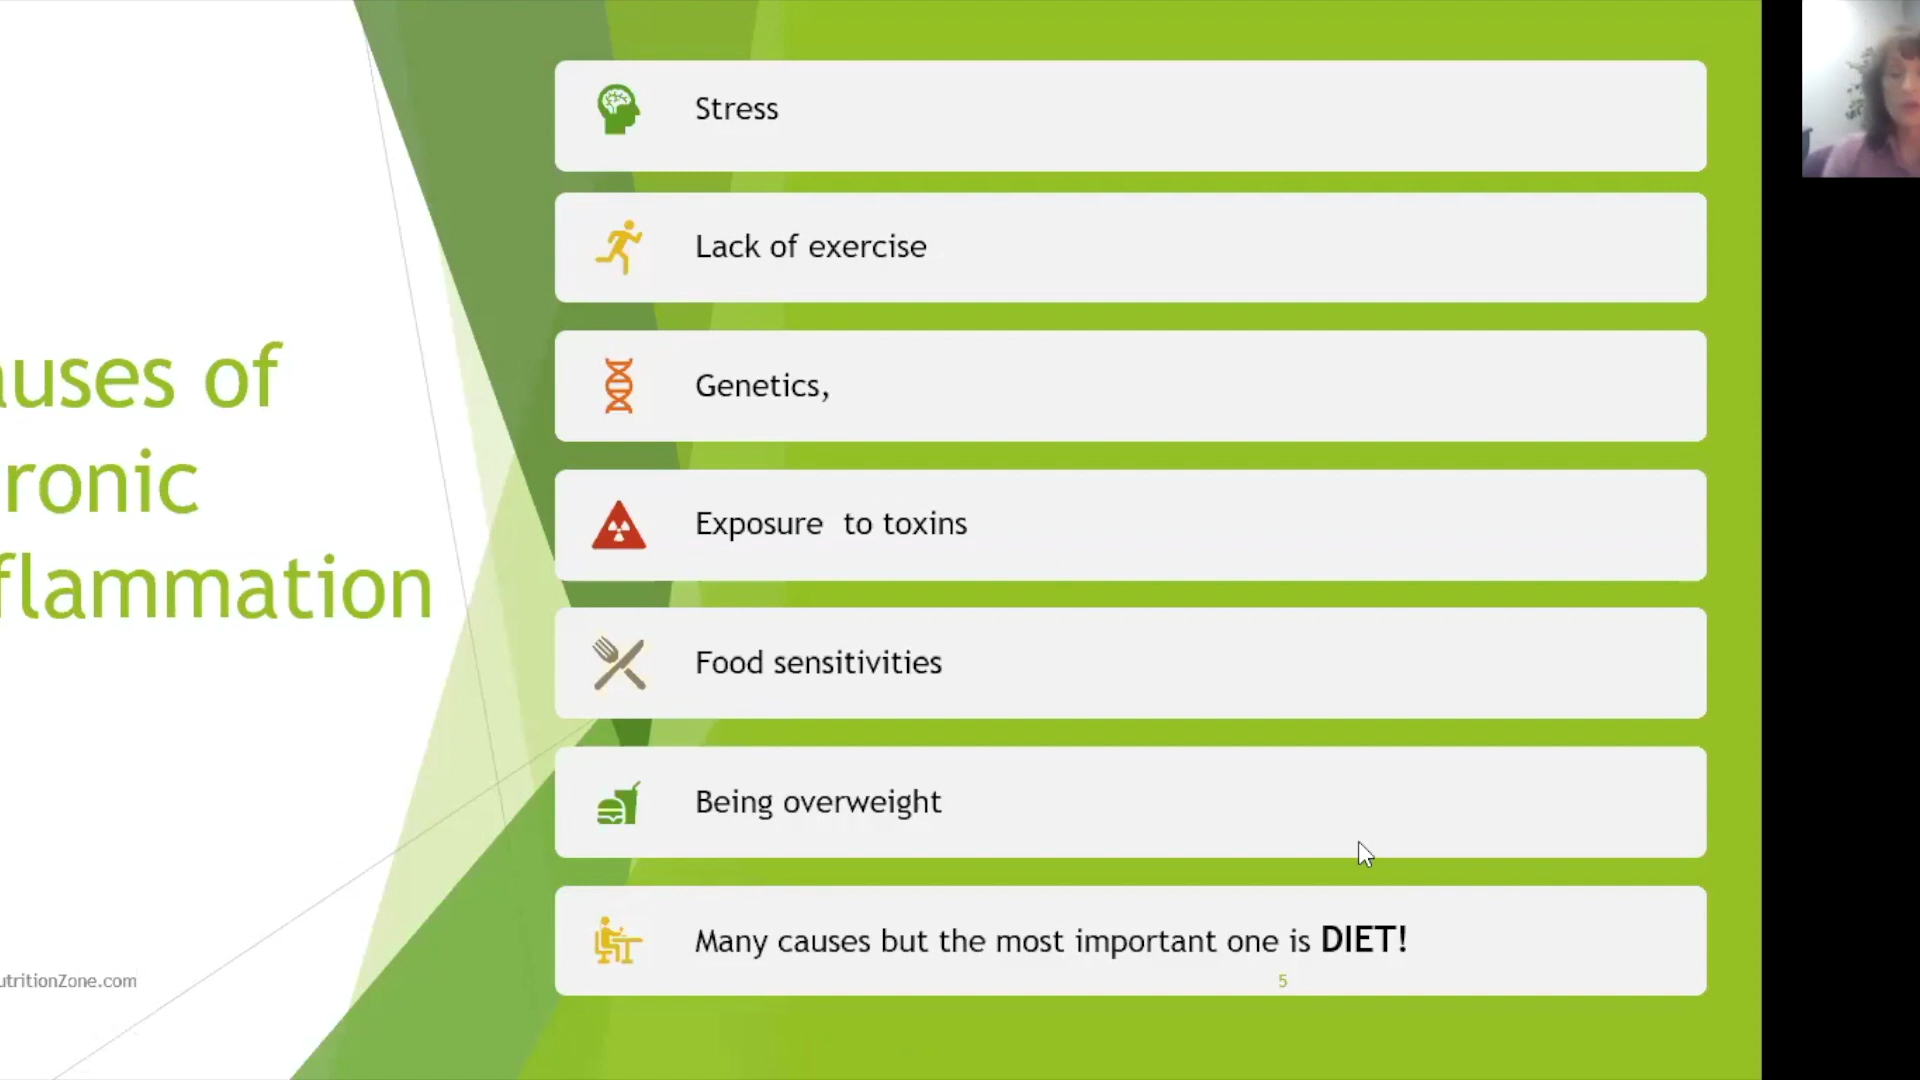 auses of
ronic
flammation
Stress
Lack of exercise
Genetics,
Exposure  to toxins
Food sensitivities
Being overweight
Many causes but the most important one is DIET!
utritionZone.com
5